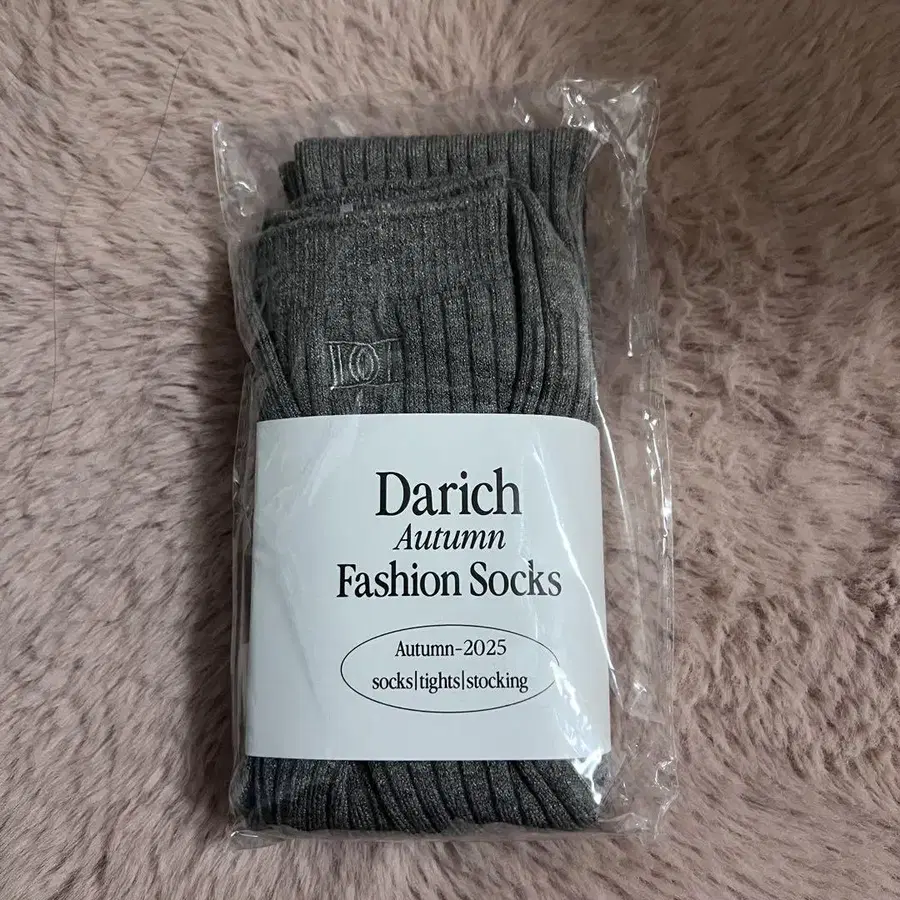 Darich
Autumn
Fashion Socks
Autumn-2025
socks|tights|stocking